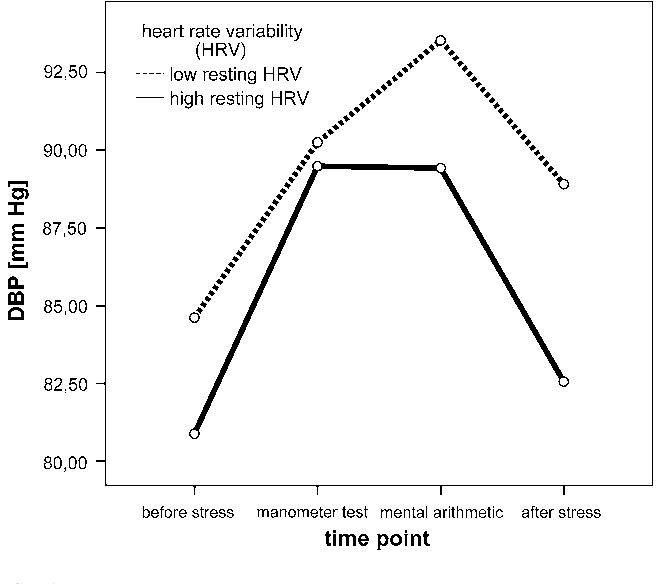 heart rate variability
(HRV)
low resting HRV
high resting HRV
92,50
90,00
87,50
85,00
82,50
80,00
DBP [mm Hg]
before stress
manometer test
mental arithmetic
after stress
time point